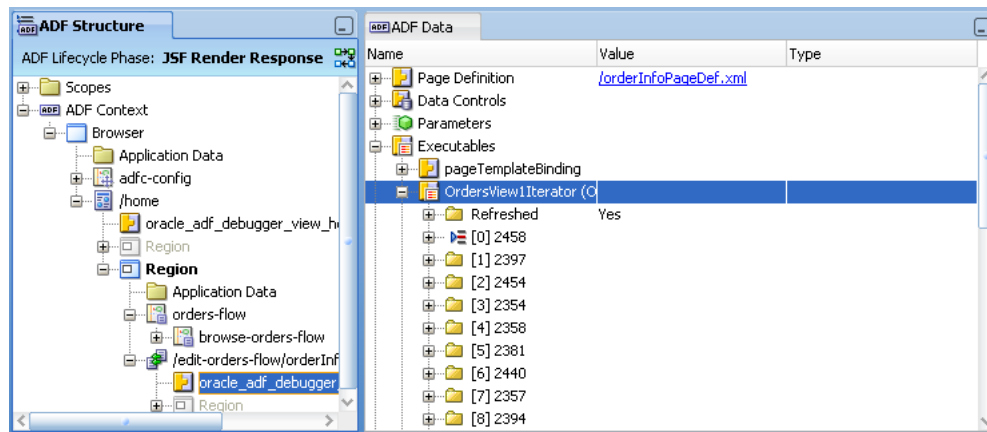 ADF Structure
ADF Lifecycle Phase: JSF Render Response
Scopes
ADF ADF Context
Browser
Application Data
adfc-config
/home
oracle_adf_debugger_view_h
Region
Region
Application Data
orders-flow
browse-orders-flow
/edit-orders-flow/orderInf
oracle_adf_debugger
Region
ADF ADF Data
Name Value Type
Page Definition /orderInfoPageDef.xml
Data Controls
Parameters
Executables
pageTemplateBinding
OrdersView1Iterator (O
Refreshed Yes
[0] 2458
[1] 2397
[2] 2454
[3] 2354
[4] 2358
[5] 2381
[6] 2440
[7] 2357
[8] 2394